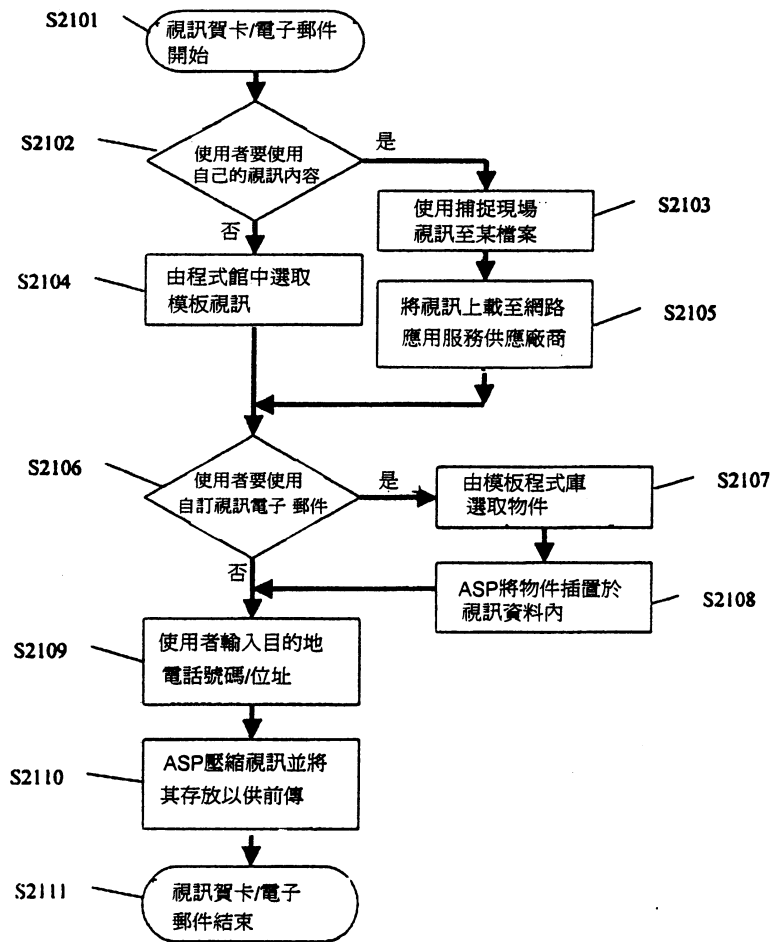 S2101
視訊賀卡/電子郵件
開始
S2102
使用者要使用
自己的視訊內容
是
否
使用捕捉現場
視訊至某檔案
S2103
S2104
由程式館中選取
模板視訊
將視訊上載至網路
應用服務供應廠商
S2105
S2106
使用者要使用
自訂視訊電子 郵件
是
否
由模板程式庫
選取物件
S2107
ASP將物件插置於
視訊資料內
S2108
S2109
使用者輸入目的地
電話號碼/位址
S2110
ASP壓縮視訊並將
其存放以供前傳
S2111
視訊賀卡/電子
郵件結束